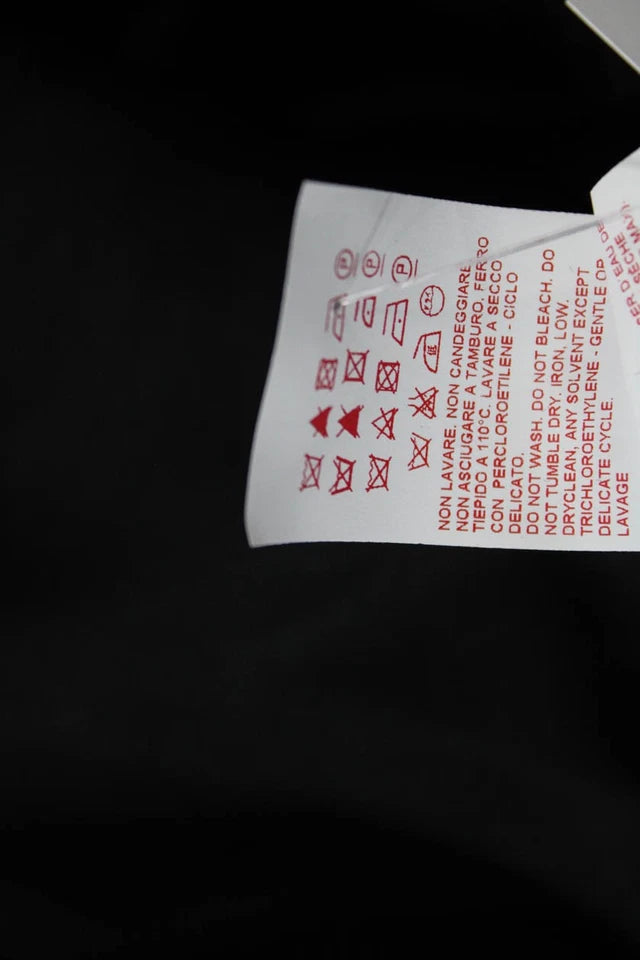 NON LAVARE. NON CANDEGGIARE
NON ASCIUGARE A TAMBURO. FERRO
TIEPIDO A 110°C. LAVARE A SECCO
CON PERCLOROETILENE - CICLO
DELICATO.
DO NOT WASH. DO NOT BLEACH. DO
NOT TUMBLE DRY. IRON, LOW.
DRYCLEAN, ANY SOLVENT EXCEPT
TRICHLOROETHYLENE - GENTLE OR
DELICATE CYCLE.
LAVAGE
D'EAU DE
P
P
P